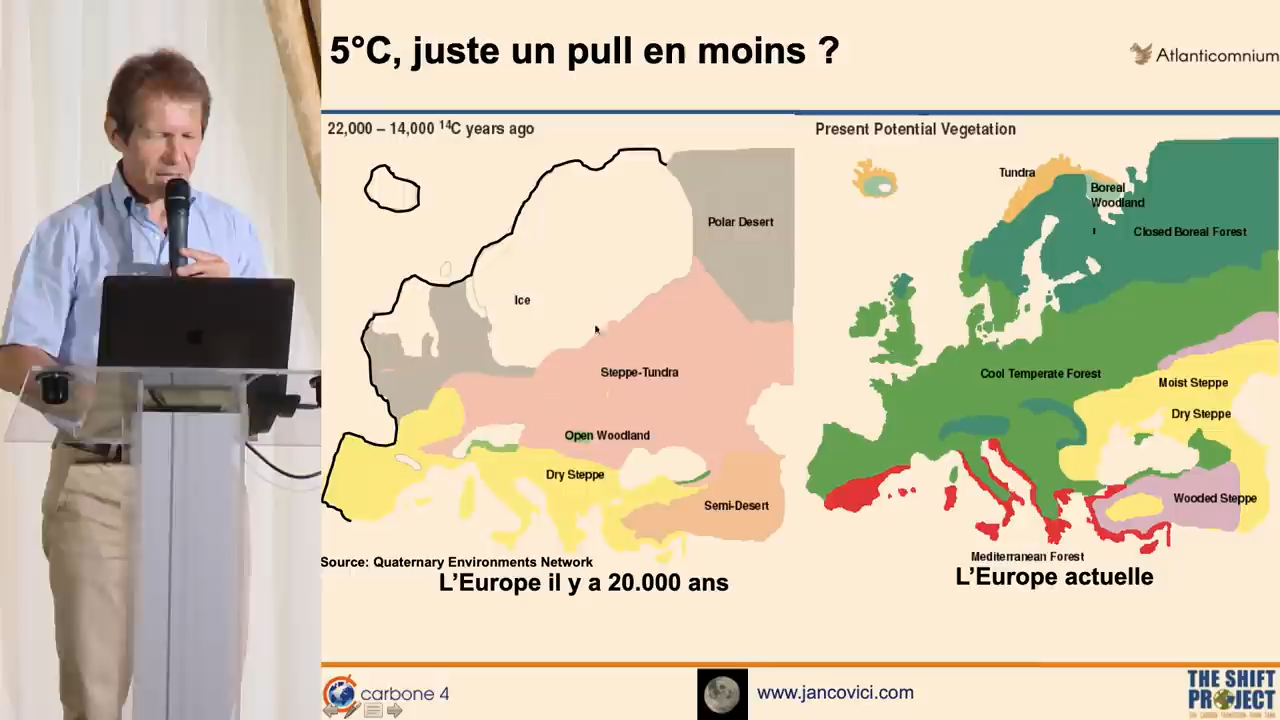 5°C, juste un pull en moins ?
Atlanticomnium
22,000 – 14,000 ¹⁴C years ago
Polar Desert
Ice
Steppe-Tundra
Open Woodland
Dry Steppe
Semi-Desert
Source: Quaternary Environments Network
L’Europe il y a 20.000 ans
Present Potential Vegetation
Tundra
Boreal
Woodland
Closed Boreal Forest
Cool Temperate Forest
Moist Steppe
Dry Steppe
Wooded Steppe
Mediterranean Forest
L’Europe actuelle
carbone 4
www.jancovici.com
THE SHIFT
PROJECT